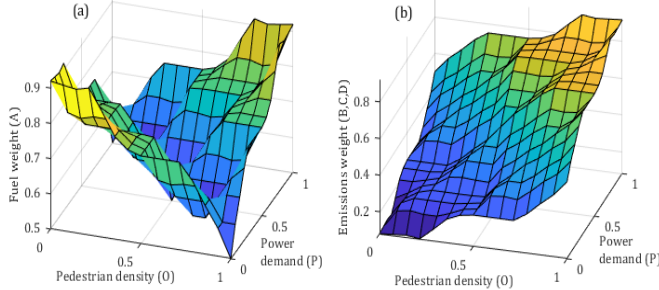 (a)
0.9
0.8
0.7
0.6
0.5
Fuel weight (A)
0
0.5
1
Pedestrian density (O)
0
0.5
1
Power
demand (P)
(b)
0.8
0.6
0.4
0.2
Emissions weight (B,C,D)
0
0.5
1
Pedestrian density (O)
0
0.5
1
Power
demand (P)